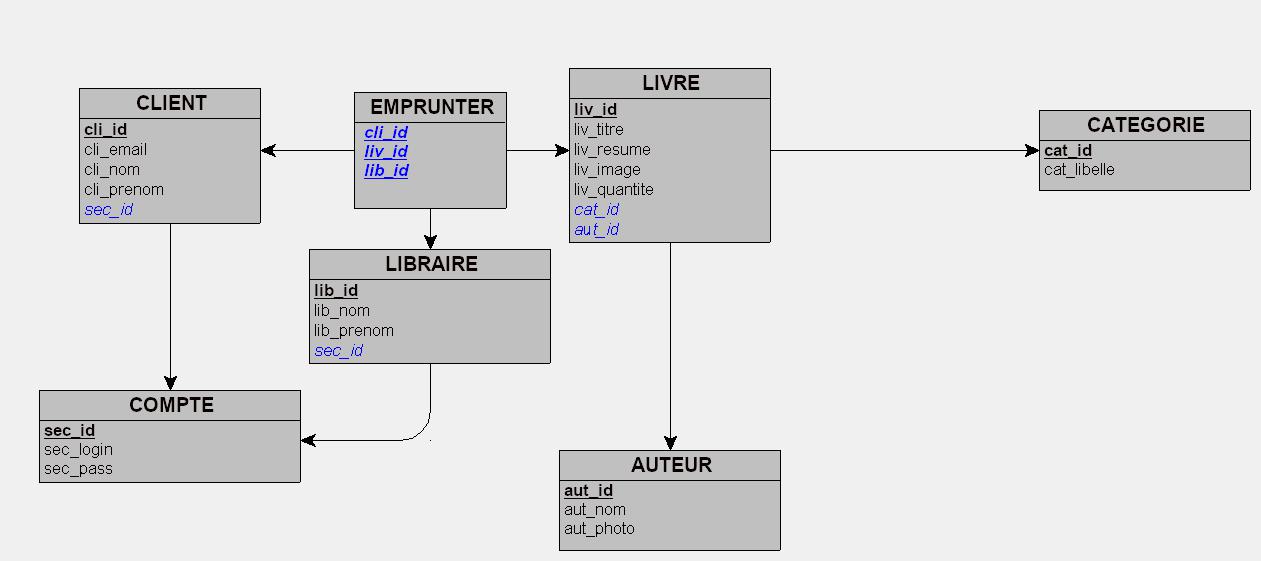 CLIENT
cli_id
cli_email
cli_nom
cli_prenom
sec_id
EMPRUNTER
cli_id
liv_id
lib_id
LIVRE
liv_id
liv_titre
liv_resume
liv_image
liv_quantite
cat_id
aut_id
CATEGORIE
cat_id
cat_libelle
LIBRAIRE
lib_id
lib_nom
lib_prenom
sec_id
COMPTE
sec_id
sec_login
sec_pass
AUTEUR
aut_id
aut_nom
aut_photo